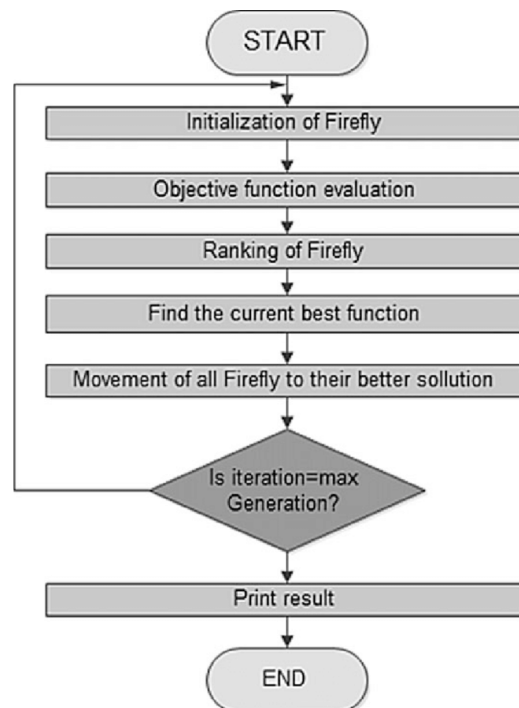 START
Initialization of Firefly
Objective function evaluation
Ranking of Firefly
Find the current best function
Movement of all Firefly to their better sollution
Is iteration=max
Generation?
Print result
END